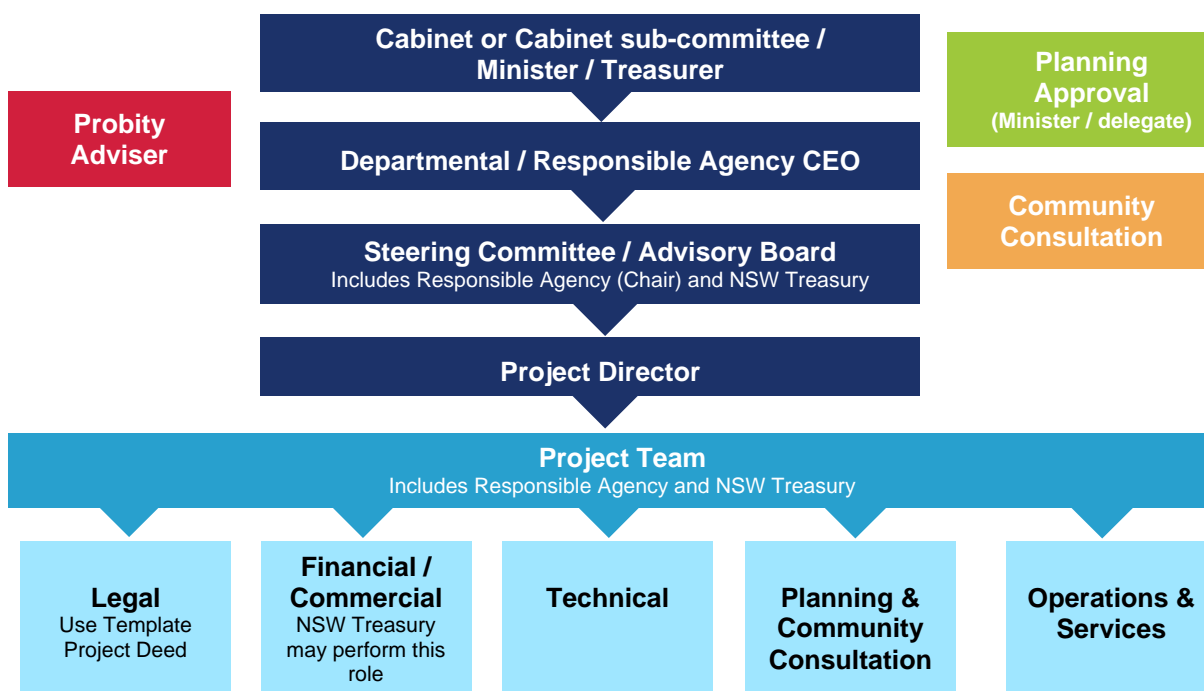 Cabinet or Cabinet sub-committee /
Minister / Treasurer
Planning
Approval
(Minister / delegate)
Probity
Adviser
Departmental / Responsible Agency CEO
Community
Consultation
Steering Committee / Advisory Board
Includes Responsible Agency (Chair) and NSW Treasury
Project Director
Project Team
Includes Responsible Agency and NSW Treasury
Legal
Use Template
Project Deed
Financial /
Commercial
NSW Treasury
may perform this
role
Technical
Planning &
Community
Consultation
Operations &
Services